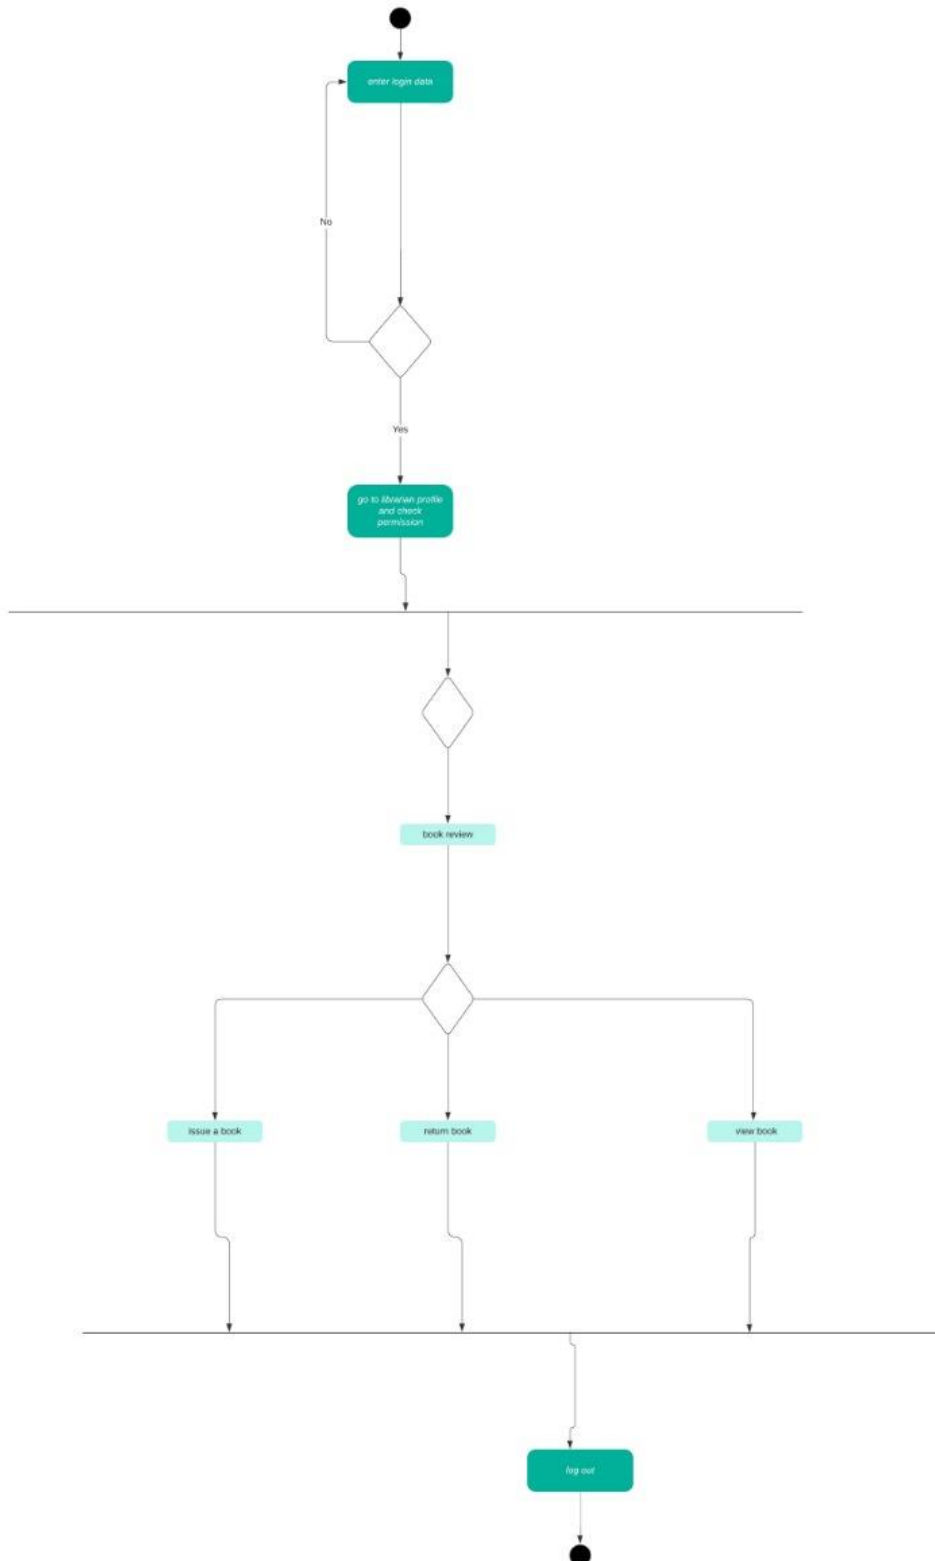 enter login data
No
Yes
go to librarian profile
and check
permission
book review
issue a book
return book
view book
log out